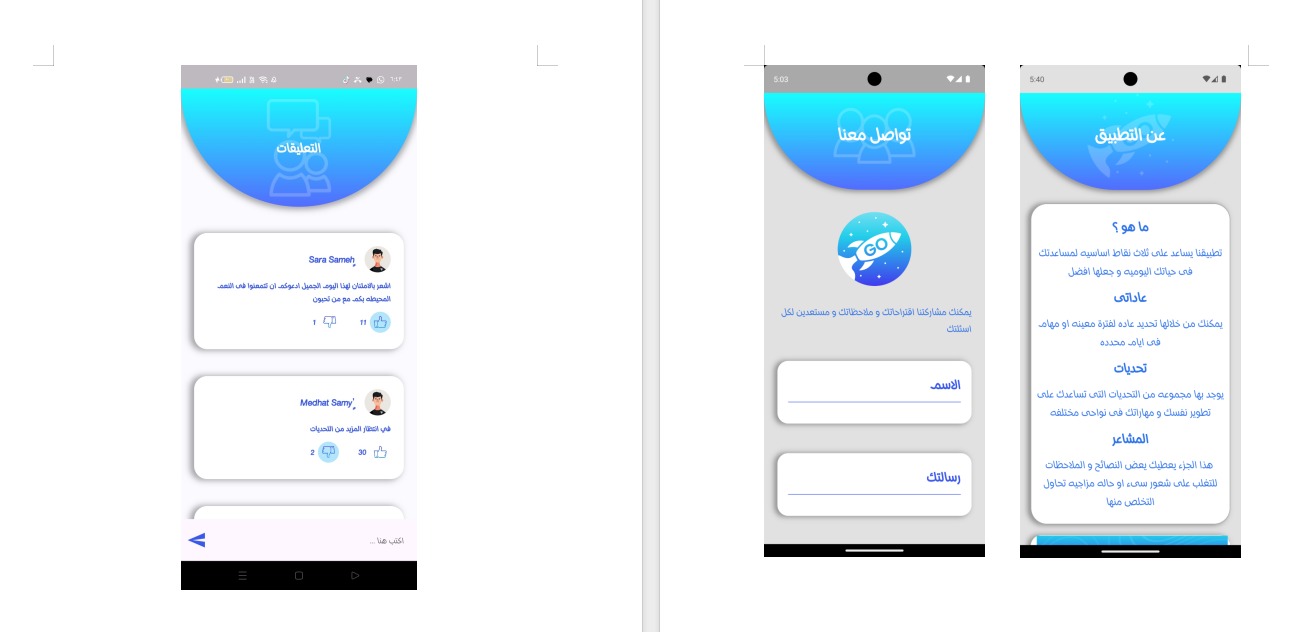 ٦:٤٣
التعليقات
Sara Sameh
اشعر بالامتنان لهذا اليوم الجميل ادعوكم ان تتمعنوا في النعم
المحيطه بكم مع من تحبون
11
1
Medhat Samy
في انتظار المزيد من التحديات
30
2
اكتب هنا ...
5:03
تواصل معنا
GO
يمكنك مشاركتنا اقتراحاتك و ملاحظاتك و مستعدين لكل
اسئلتك
الاسم
رسالتك
5:40
عن التطبيق
ما هو ؟
تطبيقنا يساعد على ثلاث نقاط اساسيه لمساعدتك
فى حياتك اليوميه و جعلها افضل
عاداتى
يمكنك من خلالها تحديد عاده لفترة معينه او مهام
فى ايام محدده
تحديات
يوجد بها مجموعه من التحديات التى تساعدك على
تطوير نفسك و مهاراتك فى نواحى مختلفه
المشاعر
هذا الجزء يعطيك بعض النصائح و الملاحظات
للتغلب على شعور سىء او حاله مزاجيه تحاول
التخلص منها